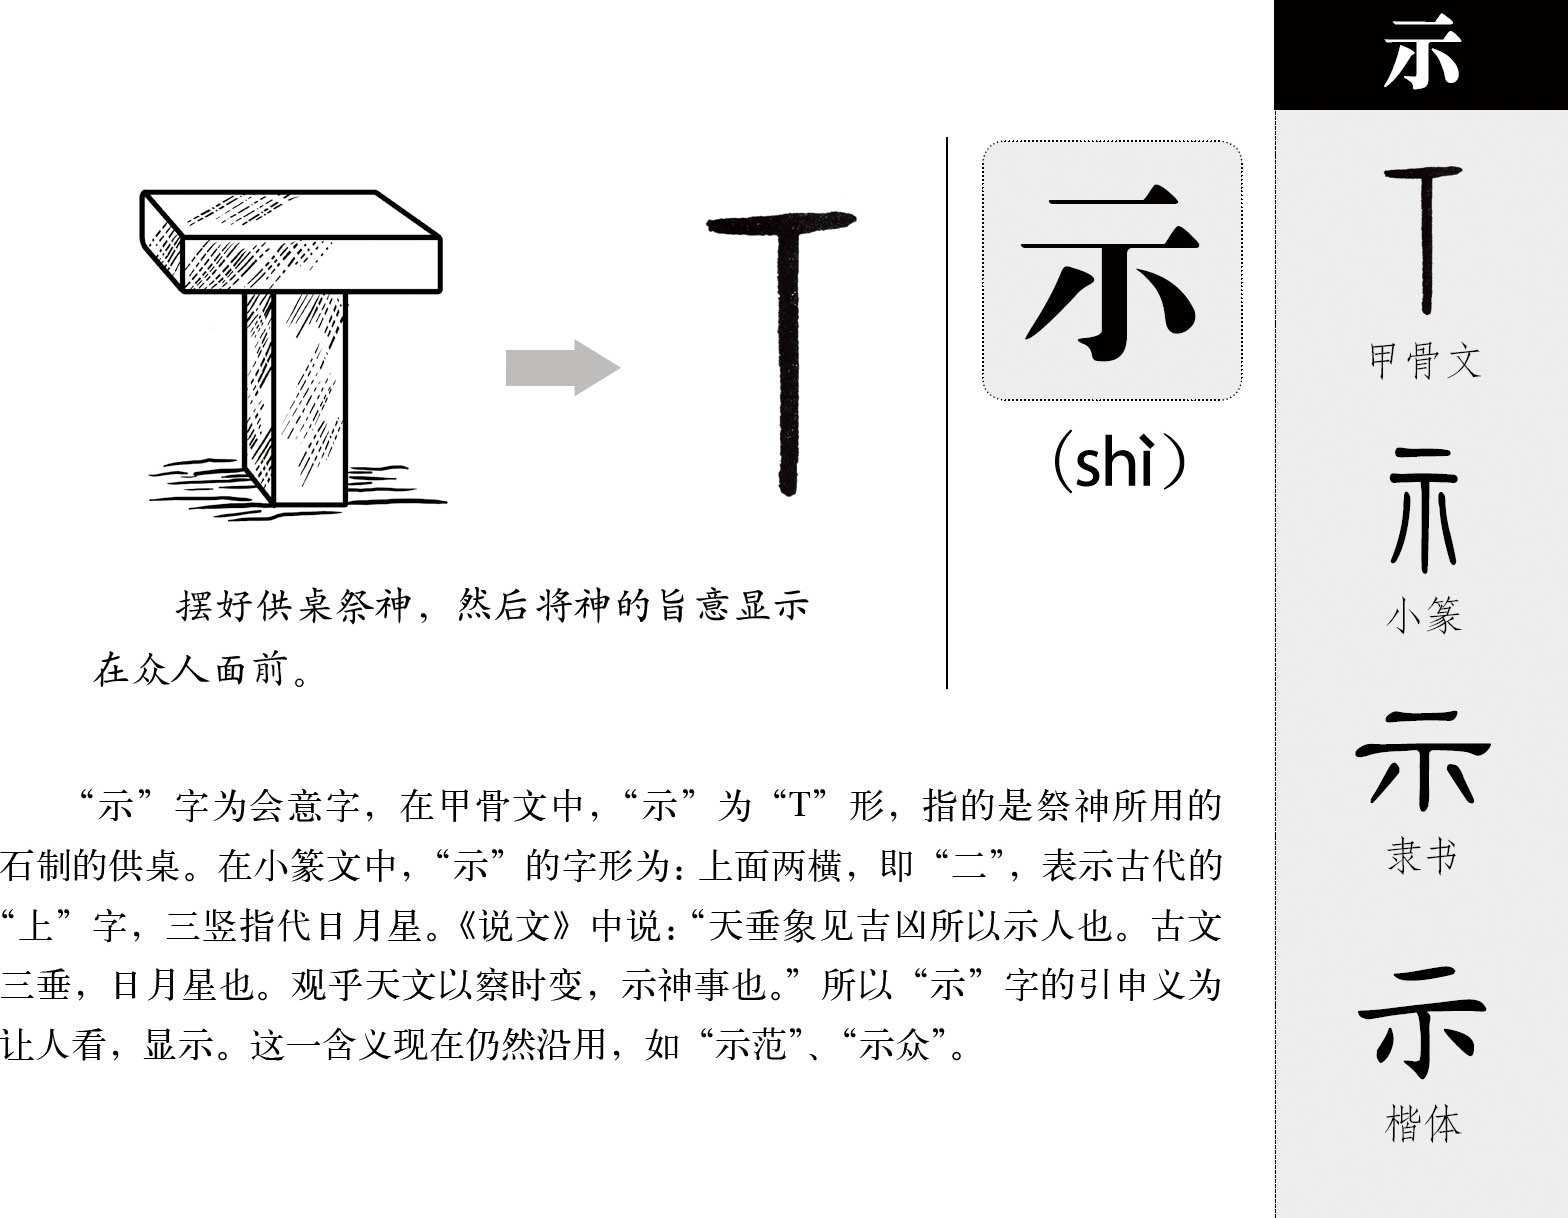 示
（shì）
摆好供桌祭神，然后将神的旨意显示
在众人面前。
“示”字为会意字，在甲骨文中，“示”为“T”形，指的是祭神所用的
石制的供桌。在小篆文中，“示”的字形为：上面两横，即“二”，表示古代的
“上”字，三竖指代日月星。《说文》中说：“天垂象见吉凶所以示人也。古文
三垂，日月星也。观乎天文以察时变，示神事也。”所以“示”字的引申义为
让人看，显示。这一含义现在仍然沿用，如“示范”、“示众”。
示
甲骨文
示
小篆
示
隶书
示
楷体